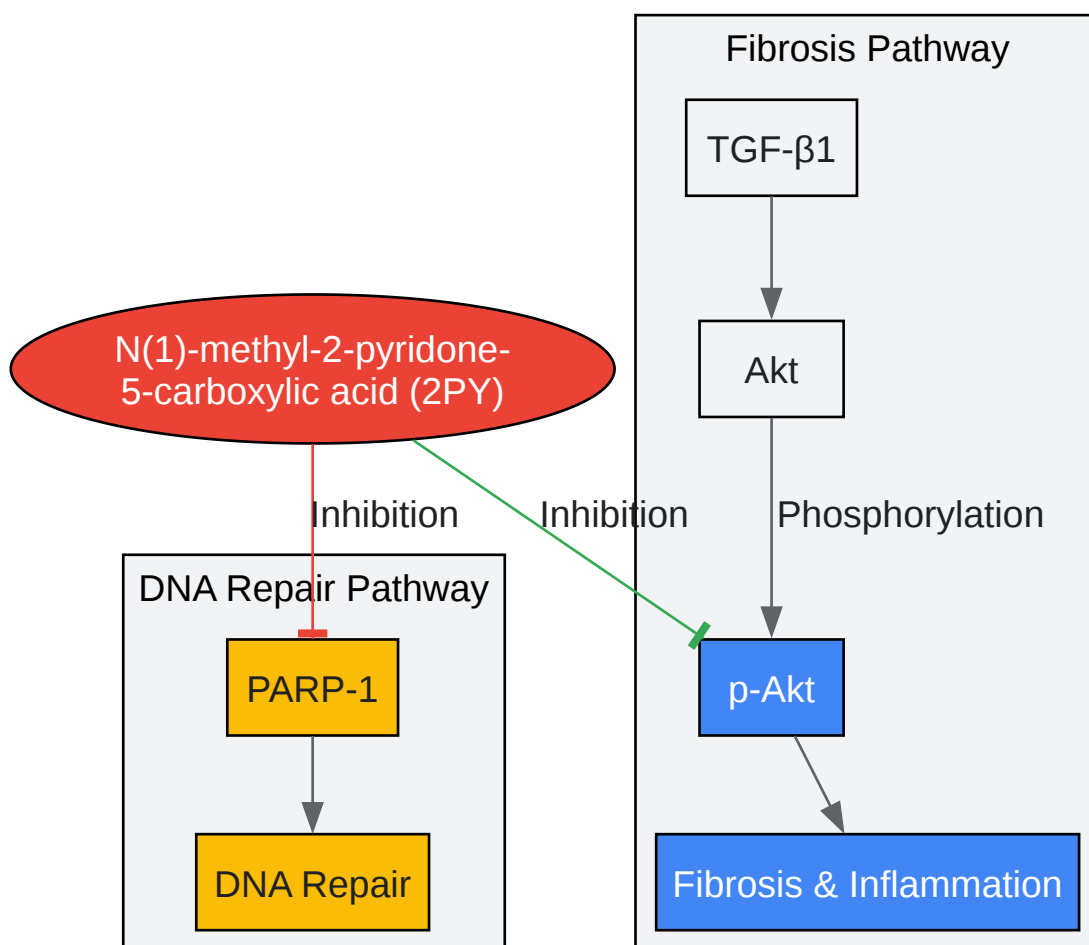 Fibrosis Pathway
TGF-β1
N(1)-methyl-2-pyridone-
5-carboxylic acid (2PY)
Akt
Inhibition
Inhibition
Phosphorylation
DNA Repair Pathway
PARP-1
p-Akt
DNA Repair
Fibrosis & Inflammation